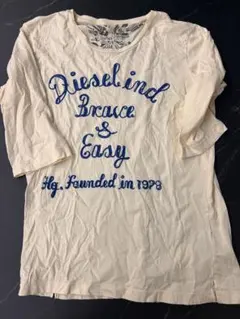 Diesel ind
Brave
&
Easy
Hg. Founded in 1978